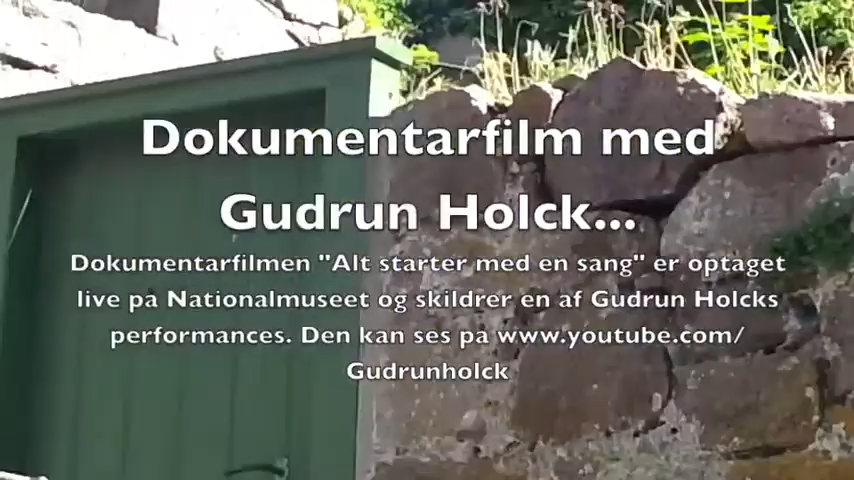 Dokumentarfilm med
Gudrun Holck...
Dokumentarfilmen "Alt starter med en sang" er optaget
live pa Nationalmuseet og skildrer en af Gudrun Holcks
performances. Den kan ses pa www.youtube.com/
Gudrunholck